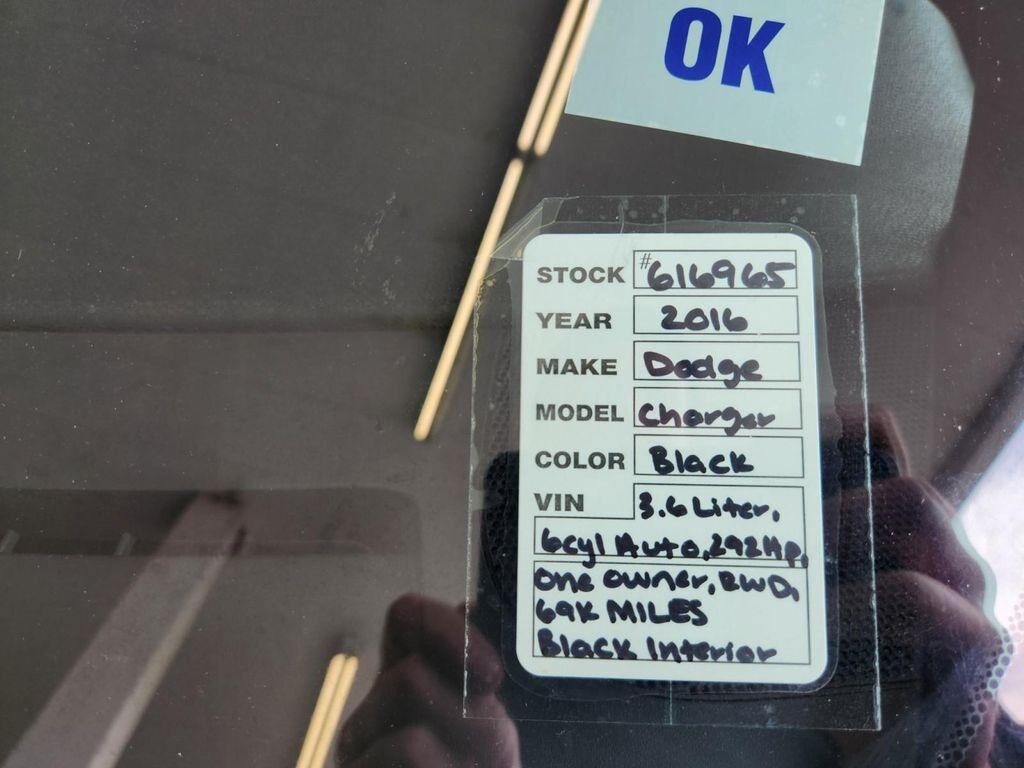 OK
STOCK #616965
YEAR 2016
MAKE Dodge
MODEL Charger
COLOR Black
VIN 3.6 Liter,
6cyl Auto, 292Hp,
One owner, RWD,
69K MILES
Black Interior